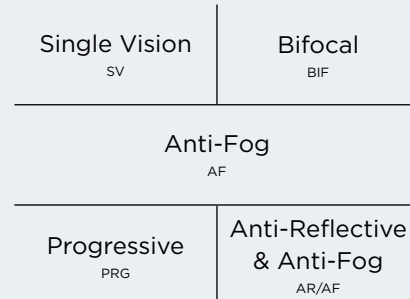 Single Vision
SV
Bifocal
BIF
Anti-Fog
AF
Progressive
PRG
Anti-Reflective
& Anti-Fog
AR/AF